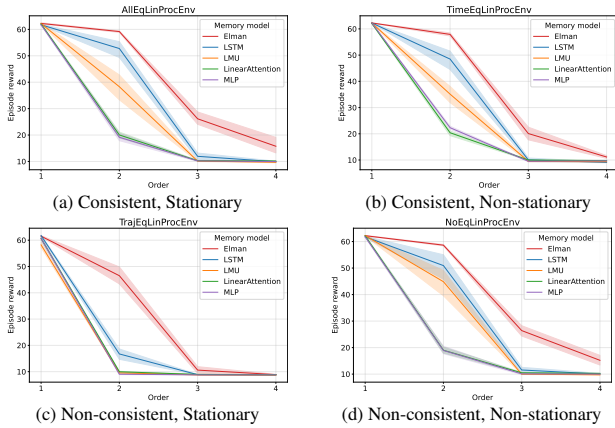 AllEqLinProcEnv
Episode reward
60
50
40
30
20
10
1
2
3
4
Order
Memory model
Elman
LSTM
LMU
LinearAttention
MLP
(a) Consistent, Stationary
TimeEqLinProcEnv
Episode reward
60
50
40
30
20
10
1
2
3
4
Order
Memory model
Elman
LSTM
LMU
LinearAttention
MLP
(b) Consistent, Non-stationary
TrajEqLinProcEnv
Episode reward
60
50
40
30
20
10
1
2
3
4
Order
Memory model
Elman
LSTM
LMU
LinearAttention
MLP
(c) Non-consistent, Stationary
NoEqLinProcEnv
Episode reward
60
50
40
30
20
10
1
2
3
4
Order
Memory model
Elman
LSTM
LMU
LinearAttention
MLP
(d) Non-consistent, Non-stationary